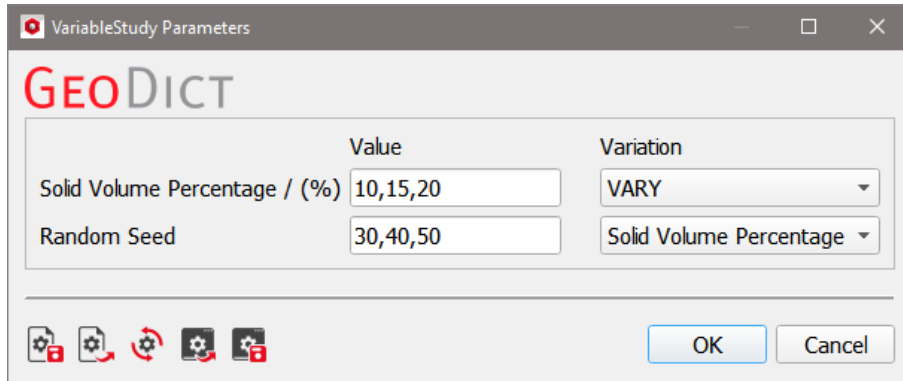 VariableStudy Parameters
GEODICT
Value Variation
Solid Volume Percentage / (%) 10,15,20 VARY
Random Seed 30,40,50 Solid Volume Percentage
OK Cancel